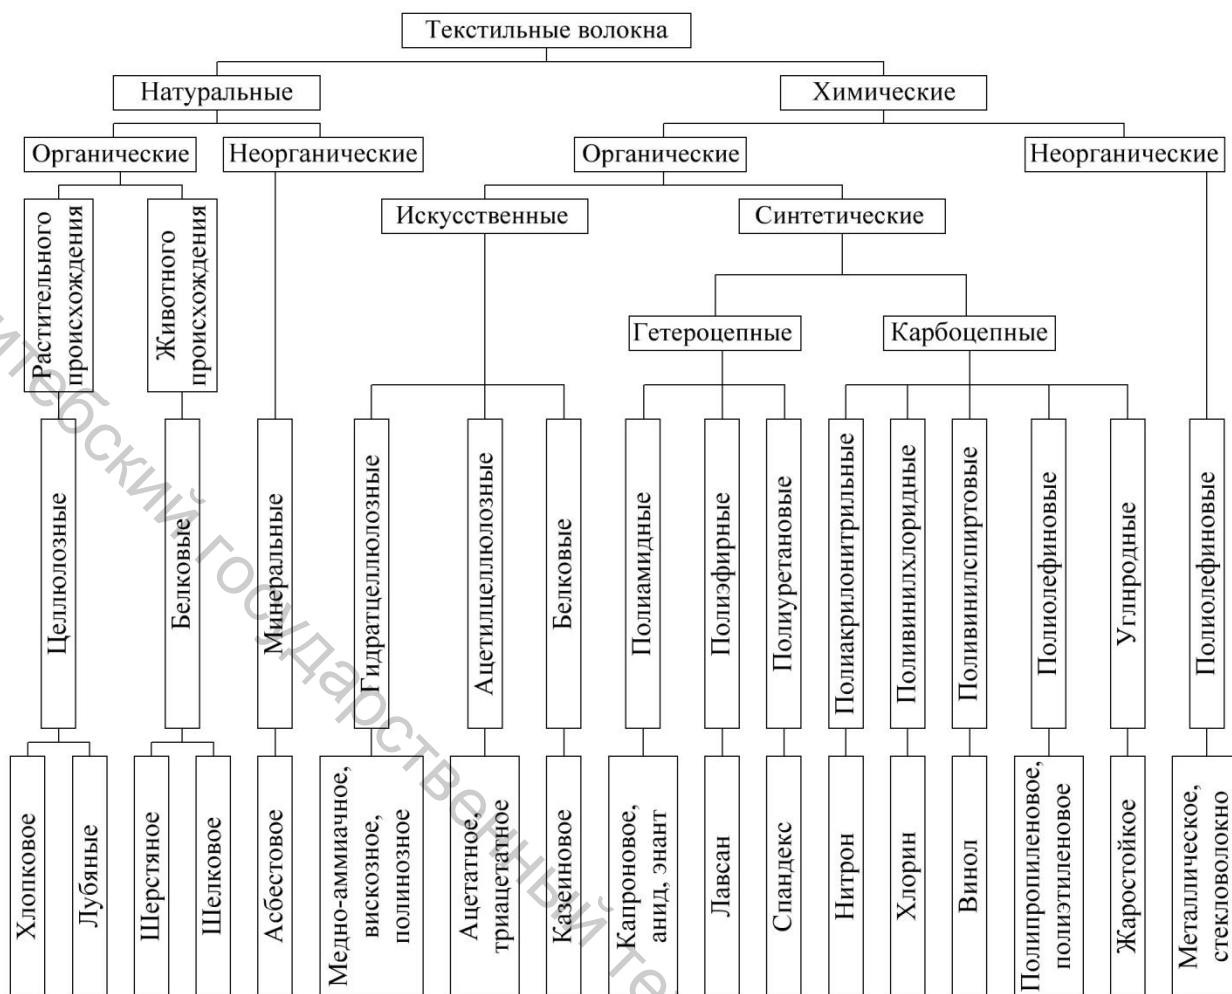 Текстильные волокна
Натуральные
Химические
Органические
Неорганические
Органические
Неорганические
Растительного
происхождения
Животного
происхождения
Искусственные
Синтетические
Гетероцепные
Карбоцепные
Целлюлозные
Белковые
Минеральные
Гидратцеллюлозные
Ацетилцеллюлозные
Белковые
Полиамидные
Полиэфирные
Полиуретановые
Полиакрилонитрильные
Поливинилхлоридные
Поливинилспиртовые
Полиолефиновые
Углнродные
Полиолефиновые
Хлопковое
Лубяные
Шерстяное
Шелковое
Асбестовое
Медно-аммиачное,
вискозное,
полинозное
Ацетатное,
триацетатное
Казеиновое
Капроновое,
анид, энант
Лавсан
Спандекс
Нитрон
Хлорин
Винол
Полипропиленовое,
полиэтиленовое
Жаростойкое
Металлическое,
стекловолокно
государственный